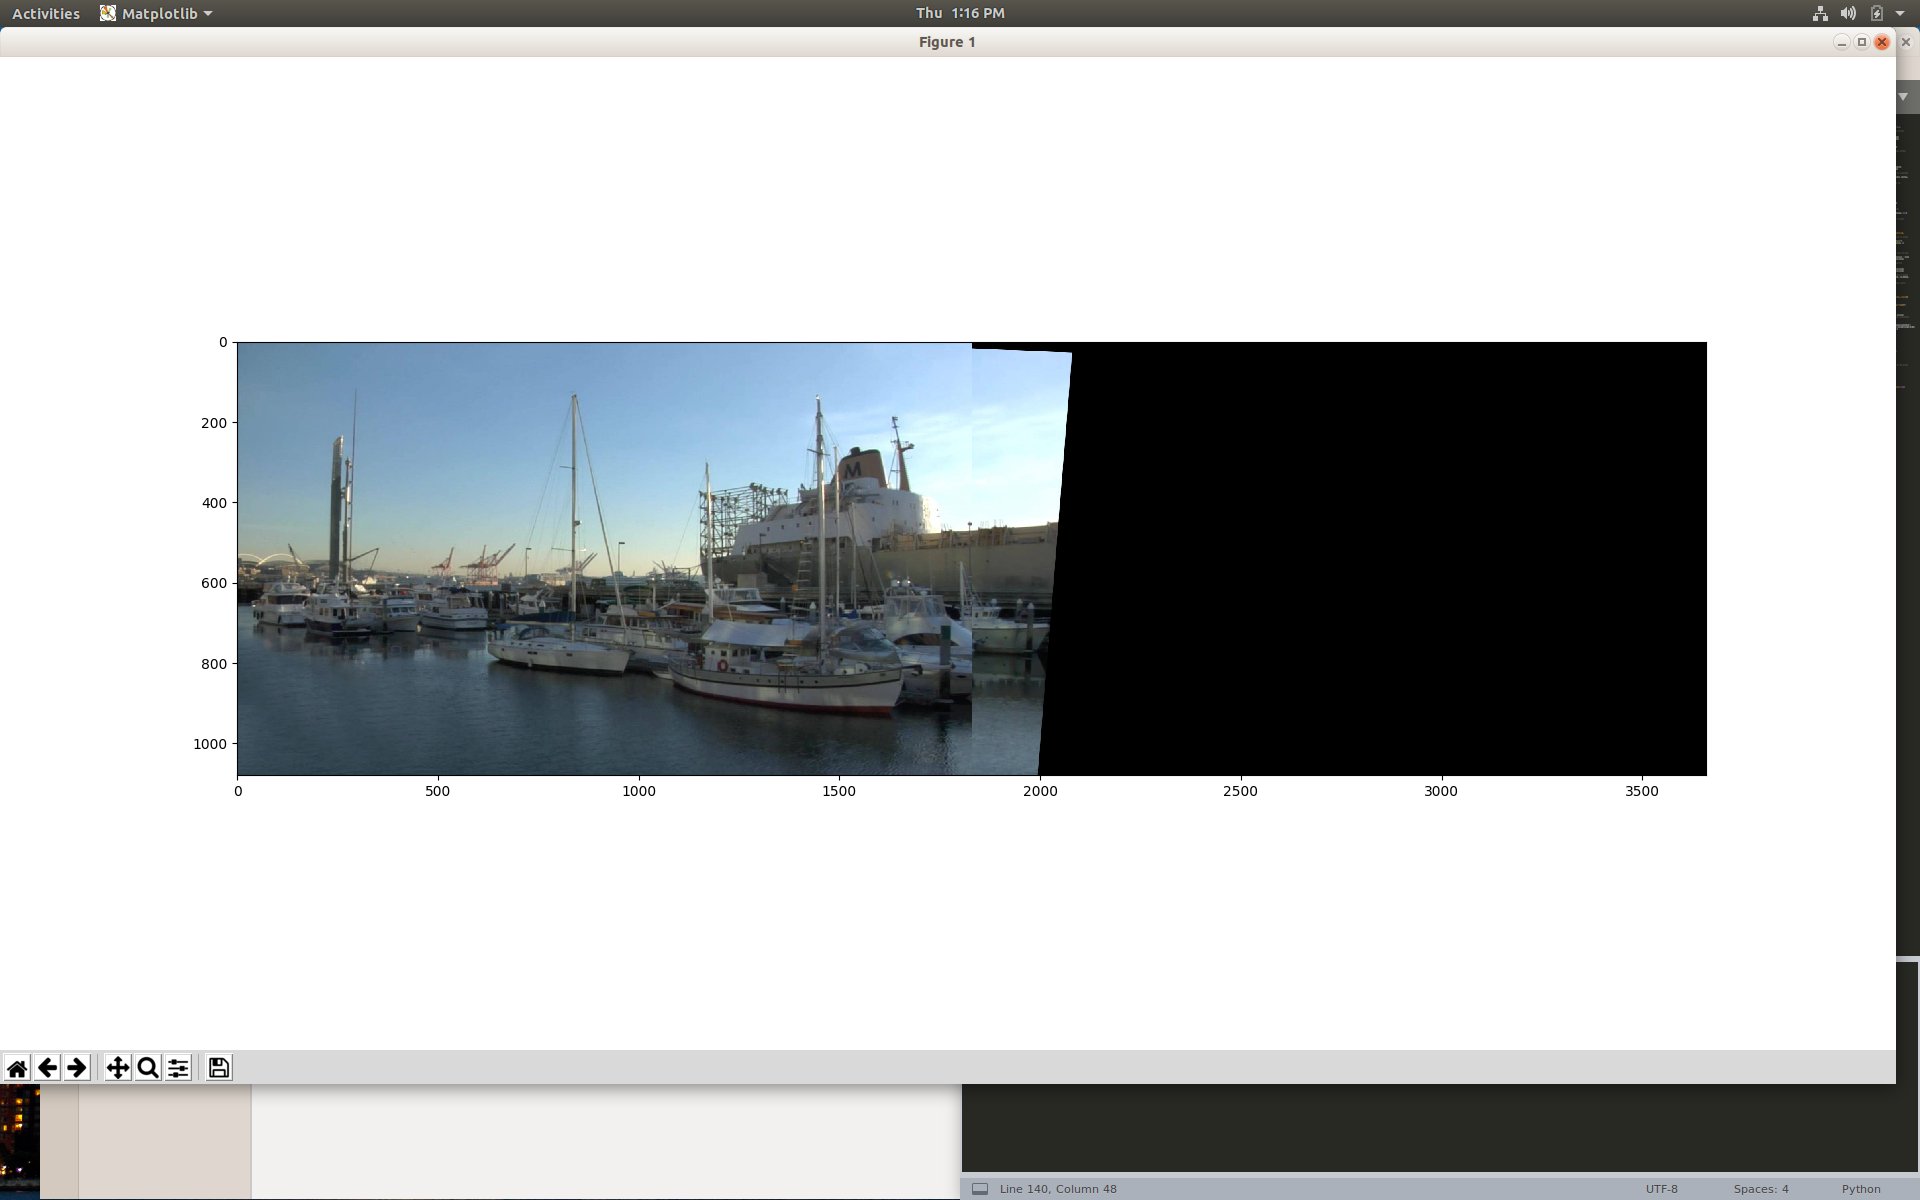 Activities Matplotlib Thu 1:16 PM
Figure 1
0
200
400
600
800
1000
0 500 1000 1500 2000 2500 3000 3500
M
Line 140, Column 48 UTF-8 Spaces: 4 Python